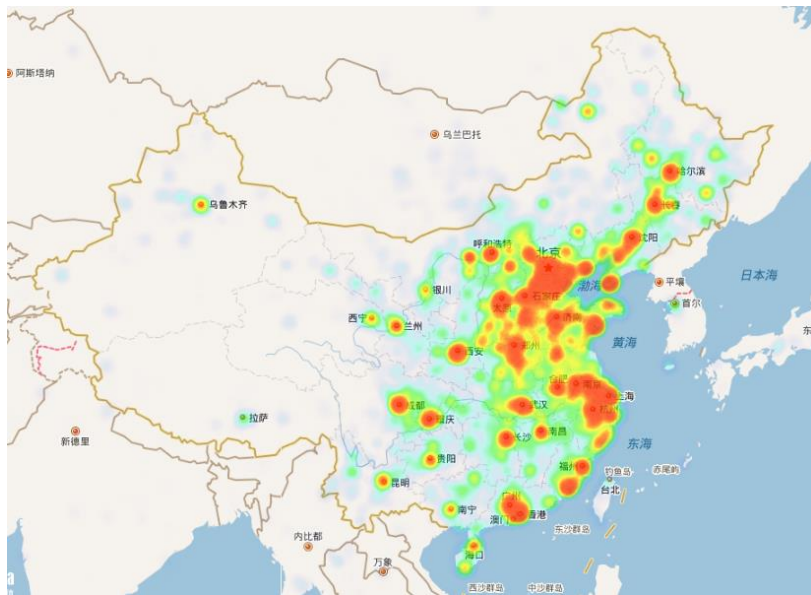 阿斯塔纳
乌兰巴托
哈尔滨
长春
乌鲁木齐
沈阳
呼和浩特
北京
日本海
平壤
渤海
银川
石家庄
首尔
太原
西宁
兰州
济南
黄海
郑州
西安
合肥
南京
上海
成都
武汉
杭州
重庆
拉萨
长沙
南昌
新德里
东海
贵阳
福州
钓鱼岛
赤尾屿
昆明
台北
广州
南宁
澳门
香港
东沙群岛
内比都
海口
万象
西沙群岛
中沙群岛